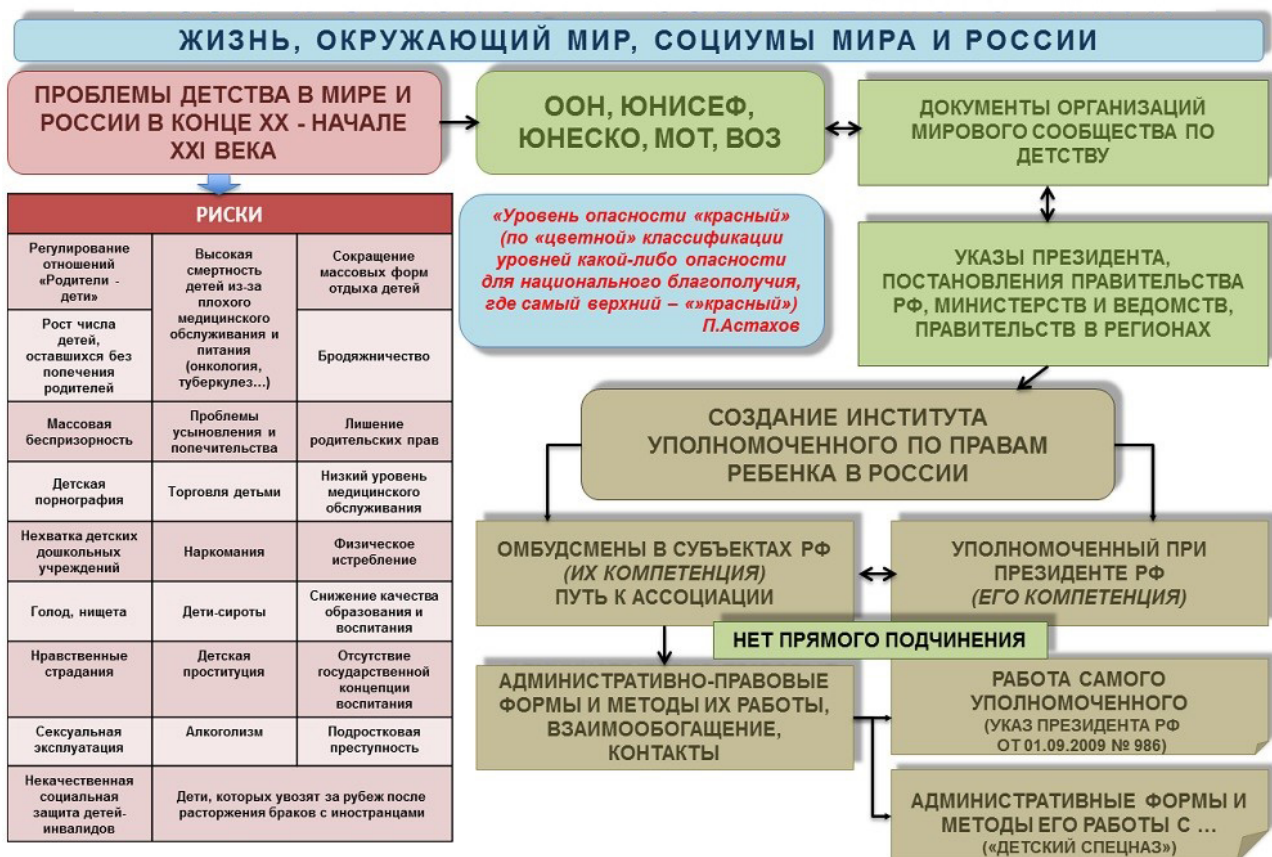 ЖИЗНЬ, ОКРУЖАЮЩИЙ МИР, СОЦИУМЫ МИРА И РОССИИ
ПРОБЛЕМЫ ДЕТСТВА В МИРЕ И
РОССИИ В КОНЦЕ XX - НАЧАЛЕ
XXI ВЕКА
ООН, ЮНИСЕФ,
ЮНЕСКО, МОТ, ВОЗ
ДОКУМЕНТЫ ОРГАНИЗАЦИЙ
МИРОВОГО СООБЩЕСТВА ПО
ДЕТСТВУ
РИСКИ
Регулирование
отношений
«Родители -
дети»
Высокая
смертность
детей из-за
плохого
медицинского
обслуживания и
питания
(онкология,
туберкулез...)
Сокращение
массовых форм
отдыха детей
Рост числа
детей,
оставшихся без
попечения
родителей
Бродяжничество
Массовая
беспризорность
Проблемы
усыновления и
попечительства
Лишение
родительских прав
Детская
порнография
Торговля детьми
Низкий уровень
медицинского
обслуживания
Нехватка детских
дошкольных
учреждений
Наркомания
Физическое
истребление
Голод, нищета
Дети-сироты
Снижение качества
образования и
воспитания
Нравственные
страдания
Детская
проституция
Отсутствие
государственной
концепции
воспитания
Сексуальная
эксплуатация
Алкоголизм
Подростковая
преступность
Некачественная
социальная
защита детей-
инвалидов
Дети, которых увозят за рубеж после
расторжения браков с иностранцами
«Уровень опасности «красный»
(по «цветной» классификации
уровней какой-либо опасности
для национального благополучия,
где самый верхний – «»красный»)
П.Астахов
УКАЗЫ ПРЕЗИДЕНТА,
ПОСТАНОВЛЕНИЯ ПРАВИТЕЛЬСТВА
РФ, МИНИСТЕРСТВ И ВЕДОМСТВ,
ПРАВИТЕЛЬСТВ В РЕГИОНАХ
СОЗДАНИЕ ИНСТИТУТА
УПОЛНОМОЧЕННОГО ПО ПРАВАМ
РЕБЕНКА В РОССИИ
ОМБУДСМЕНЫ В СУБЪЕКТАХ РФ
(ИХ КОМПЕТЕНЦИЯ)
ПУТЬ К АССОЦИАЦИИ
УПОЛНОМОЧЕННЫЙ ПРИ
ПРЕЗИДЕНТЕ РФ
(ЕГО КОМПЕТЕНЦИЯ)
НЕТ ПРЯМОГО ПОДЧИНЕНИЯ
АДМИНИСТРАТИВНО-ПРАВОВЫЕ
ФОРМЫ И МЕТОДЫ ИХ РАБОТЫ,
ВЗАИМООБОГАЩЕНИЕ,
КОНТАКТЫ
РАБОТА САМОГО
УПОЛНОМОЧЕННОГО
(УКАЗ ПРЕЗИДЕНТА РФ
ОТ 01.09.2009 № 986)
АДМИНИСТРАТИВНЫЕ ФОРМЫ И
МЕТОДЫ ЕГО РАБОТЫ С ...
(«ДЕТСКИЙ СПЕЦНАЗ»)